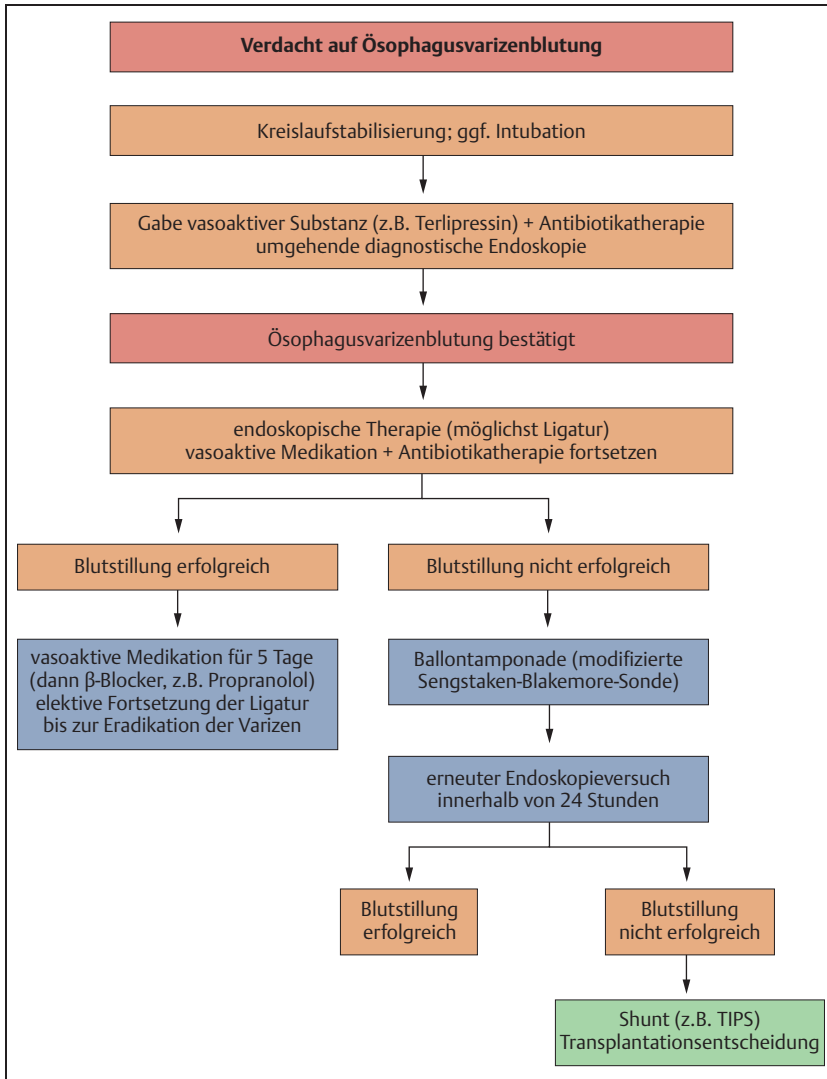 Verdacht auf Ösophagusvarizenblutung
Kreislaufstabilisierung; ggf. Intubation
Gabe vasoaktiver Substanz (z.B. Terlipressin) + Antibiotikatherapie
umgehende diagnostische Endoskopie
Ösophagusvarizenblutung bestätigt
endoskopische Therapie (möglichst Ligatur)
vasoaktive Medikation + Antibiotikatherapie fortsetzen
Blutstillung erfolgreich
Blutstillung nicht erfolgreich
vasoaktive Medikation für 5 Tage
(dann β-Blocker, z.B. Propranolol)
elektive Fortsetzung der Ligatur
bis zur Eradikation der Varizen
Ballontamponade (modifizierte
Sengstaken-Blakemore-Sonde)
erneuter Endoskopieversuch
innerhalb von 24 Stunden
Blutstillung
erfolgreich
Blutstillung
nicht erfolgreich
Shunt (z.B. TIPS)
Transplantationsentscheidung